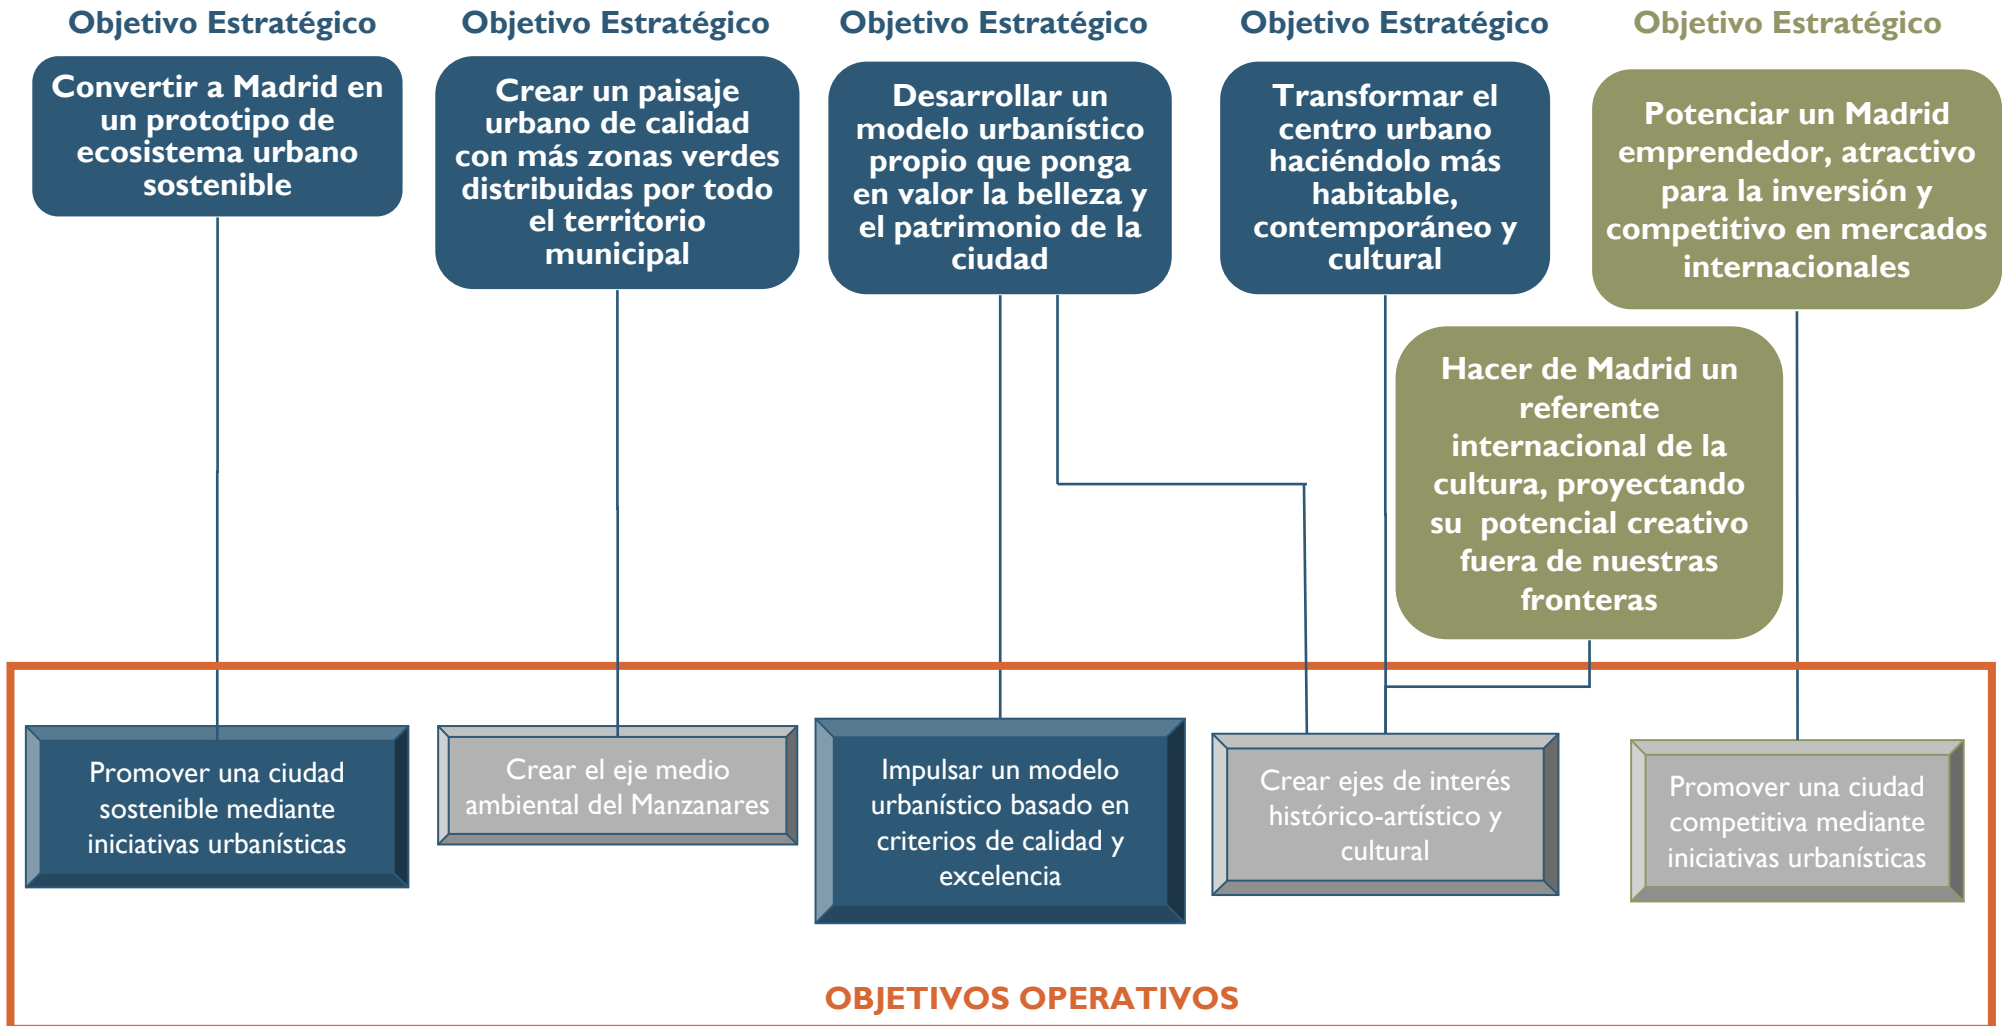 Objetivo Estratégico
Objetivo Estratégico
Objetivo Estratégico
Objetivo Estratégico
Objetivo Estratégico
Convertir a Madrid en
un prototipo de
ecosistema urbano
sostenible
Crear un paisaje
urbano de calidad
con más zonas verdes
distribuidas por todo
el territorio
municipal
Desarrollar un
modelo urbanístico
propio que ponga
en valor la belleza y
el patrimonio de la
ciudad
Transformar el
centro urbano
haciéndolo más
habitable,
contemporáneo y
cultural
Potenciar un Madrid
emprendedor, atractivo
para la inversión y
competitivo en mercados
internacionales
Hacer de Madrid un
referente
internacional de la
cultura, proyectando
su potencial creativo
fuera de nuestras
fronteras
Promover una ciudad
sostenible mediante
iniciativas urbanísticas
Crear el eje medio
ambiental del Manzanares
Impulsar un modelo
urbanístico basado en
criterios de calidad y
excelencia
Crear ejes de interés
histórico-artístico y
cultural
Promover una ciudad
competitiva mediante
iniciativas urbanísticas
OBJETIVOS OPERATIVOS